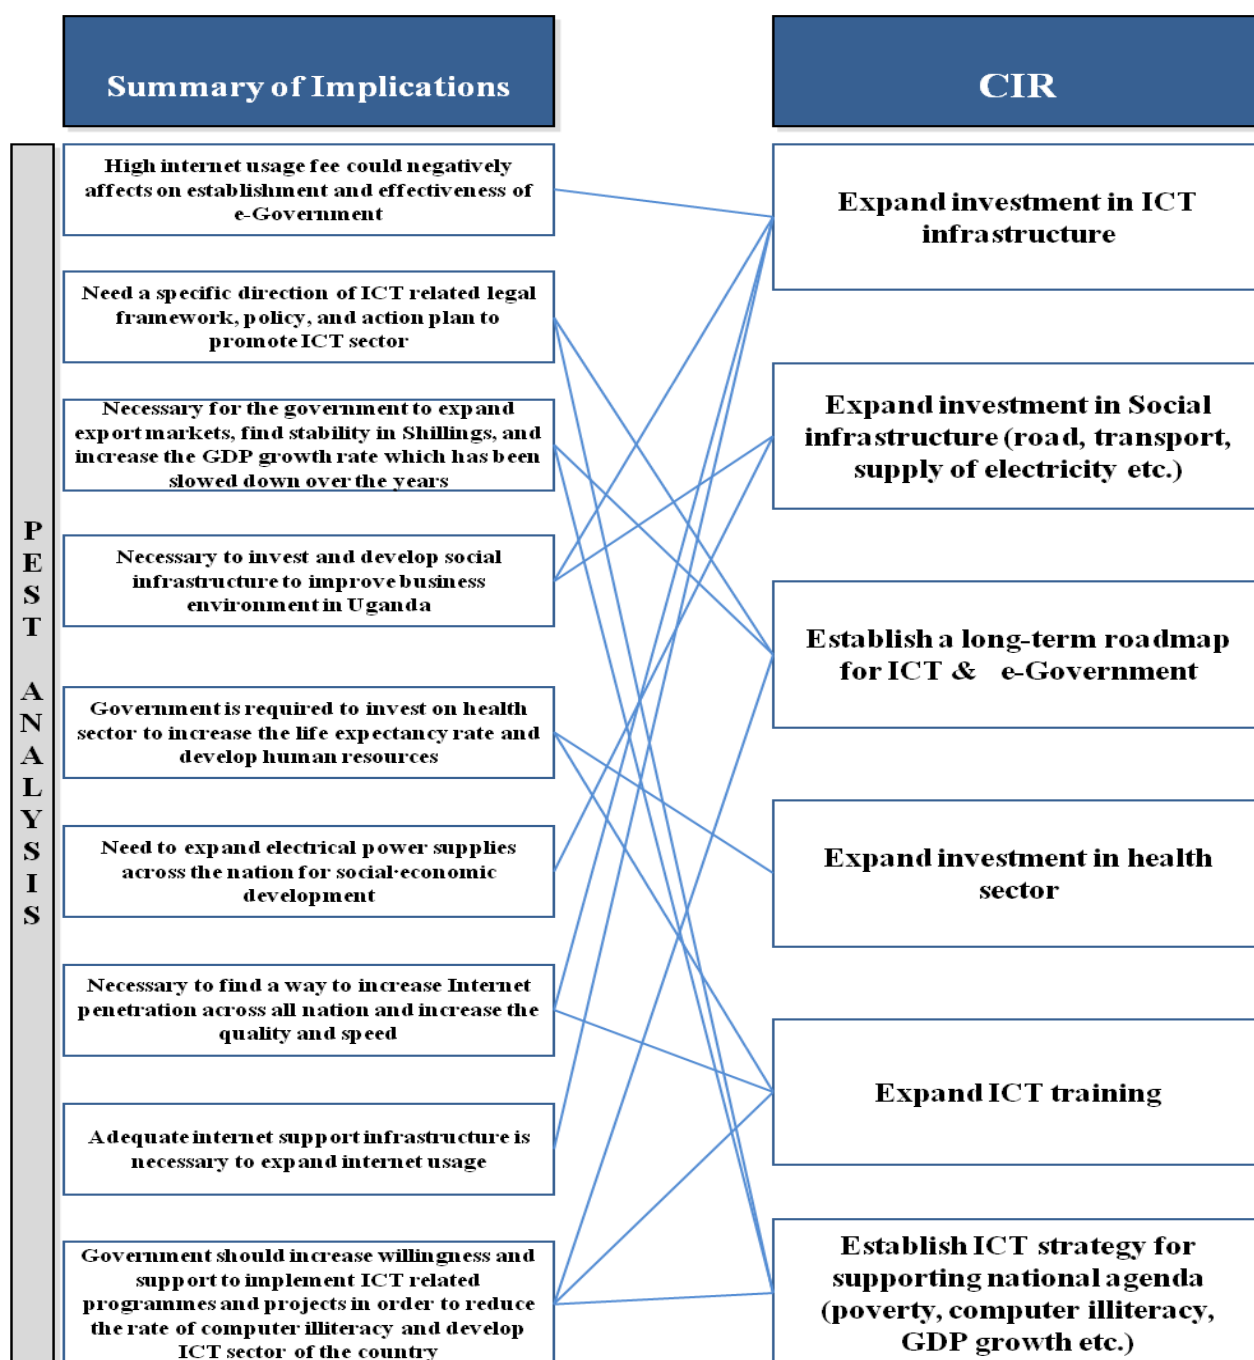 Summary of Implications
CIR
PEST ANALYSIS
High internet usage fee could negatively
affects on establishment and effectiveness of
e-Government
Need a specific direction of ICT related legal
framework, policy, and action plan to
promote ICT sector
Necessary for the government to expand
export markets, find stability in Shillings, and
increase the GDP growth rate which has been
slowed down over the years
Necessary to invest and develop social
infrastructure to improve business
environment in Uganda
Government is required to invest on health
sector to increase the life expectancy rate and
develop human resources
Need to expand electrical power supplies
across the nation for social-economic
development
Necessary to find a way to increase Internet
penetration across all nation and increase the
quality and speed
Adequate internet support infrastructure is
necessary to expand internet usage
Government should increase willingness and
support to implement ICT related
programmes and projects in order to reduce
the rate of computer illiteracy and develop
ICT sector of the country
Expand investment in ICT
infrastructure
Expand investment in Social
infrastructure (road, transport,
supply of electricity etc.)
Establish a long-term roadmap
for ICT & e-Government
Expand investment in health
sector
Expand ICT training
Establish ICT strategy for
supporting national agenda
(poverty, computer illiteracy,
GDP growth etc.)